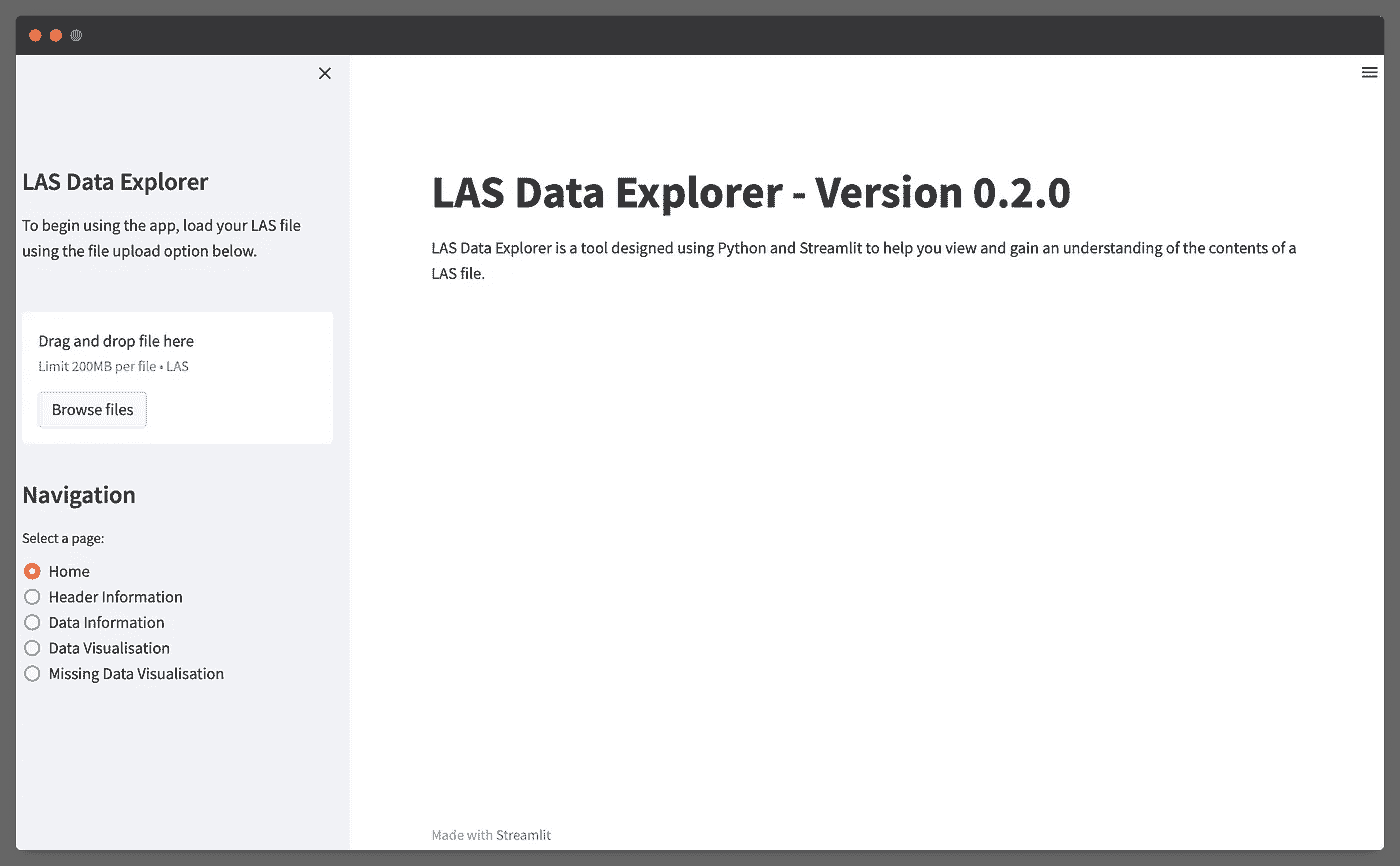 LAS Data Explorer
To begin using the app, load your LAS file
using the file upload option below.
Drag and drop file here
Limit 200MB per file • LAS
Browse files
Navigation
Select a page:
Home
Header Information
Data Information
Data Visualisation
Missing Data Visualisation
LAS Data Explorer - Version 0.2.0
LAS Data Explorer is a tool designed using Python and Streamlit to help you view and gain an understanding of the contents of a
LAS file.
Made with Streamlit